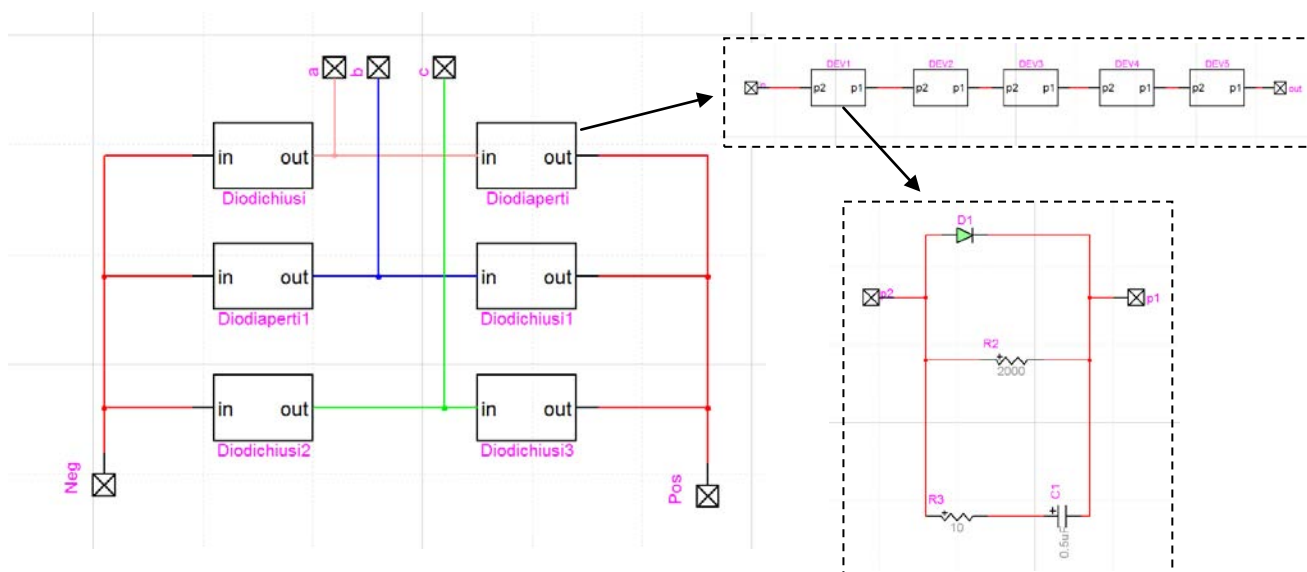 a b c
in out
Diodichiusi
in out
Diodiaperti
in out
Diodiaperti1
in out
Diodichiusi1
in out
Diodichiusi2
in out
Diodichiusi3
Neg
Pos
DEV1 DEV2 DEV3 DEV4 DEV5
p2 p1 p2 p1 p2 p1 p2 p1 p2 p1 out
D1
p2 p1
R2
2000
R3
10
C1
0.5uF